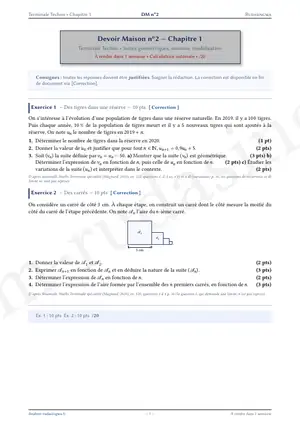 Terminale Techno • Chapitre 1
DM n°2
Devoir Maison n°2 – Chapitre 1
Terminale Techno • Suites géométriques, sommes, modélisation
À rendre dans 1 semaine • Calculatrice autorisée • 20
Consignes : toutes les réponses doivent être justifiées. Soigner la rédaction. La correction est disponible en fin
de document via [Correction].
Exercice 1 – Des tigres dans une réserve – 10 pts [ Correction ]
On s'intéresse à l'évolution d'une population de tigres dans une réserve naturelle. En 2019, il y a 100 tigres.
Puis chaque année, 10 % de la population de tigres meurt et il y a 5 nouveaux tigres qui sont ajoutés à la
réserve. On note uₙ le nombre de tigres en 2019 + n.
1. Déterminer le nombre de tigres dans la réserve en 2020. (1 pt)
2. Donner la valeur de u₀ et justifier que pour tout n ∈ ℕ, uₙ₊₁ = 0,9uₙ + 5. (2 pts)
3. Soit (vₙ) la suite définie par vₙ = uₙ − 50. a) Montrer que la suite (vₙ) est géométrique. (3 pts) b)
Déterminer l'expression de vₙ en fonction de n, puis celle de uₙ en fonction de n. (2 pts) c) Étudier les
variations de la suite (uₙ) et interpréter dans le contexte. (2 pts)
Exercice 2 – Des carrés – 10 pts [ Correction ]
On considère un carré de côté 5 cm. À chaque étape, on construit un carré dont le côté mesure la moitié du
côté du carré de l'étape précédente. On note 𝒜ₙ l'aire du n-ième carré.
5 cm
1. Donner la valeur de 𝒜₁ et 𝒜₂. (2 pts)
2. Exprimer 𝒜ₙ₊₁ en fonction de 𝒜ₙ et en déduire la nature de la suite (𝒜ₙ). (3 pts)
3. Déterminer l'expression de 𝒜ₙ en fonction de n. (2 pts)
4. Déterminer l'expression de l'aire formée par l'ensemble des n premiers carrés, en fonction de n. (3 pts)
Ex. 1 : 10 pts Ex. 2 : 10 pts | 20
– 1 –